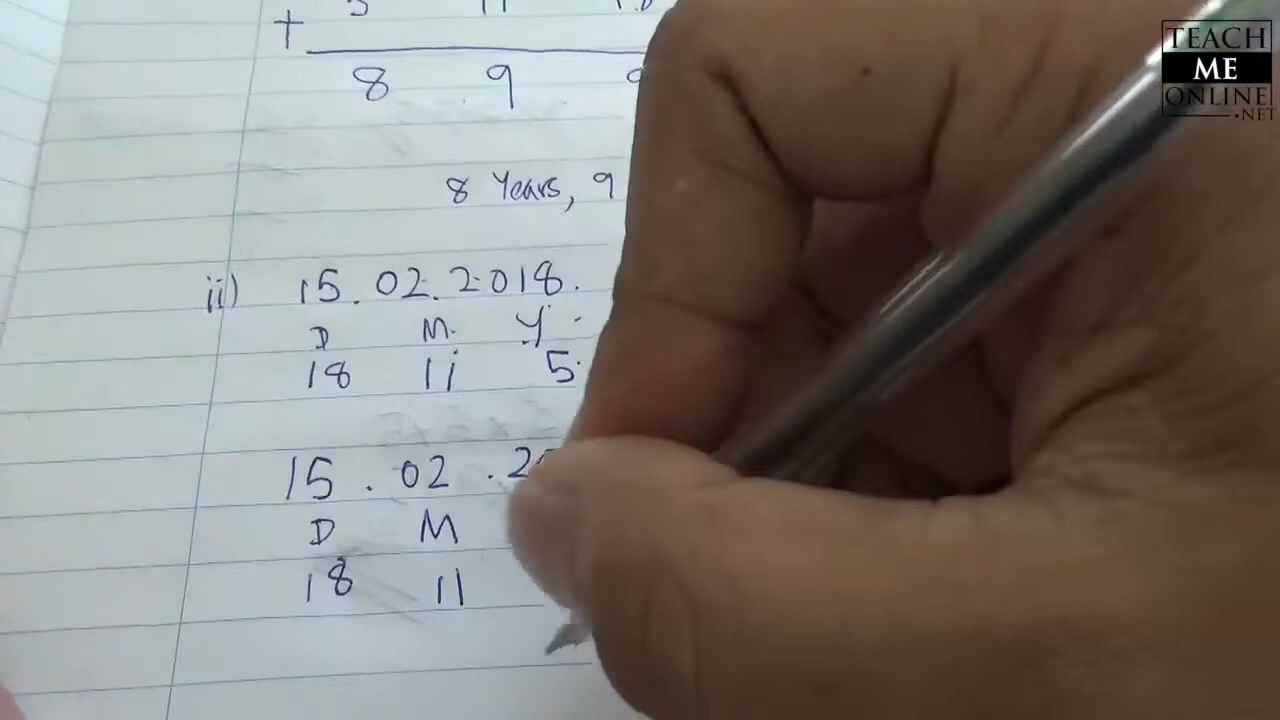 TEACH
ME
ONLINE
.NET
+
8 9
8 Years, 9
ii) 15.02.2018.
D M. Y.
18 11 5.
15.02.2
D M
18 11